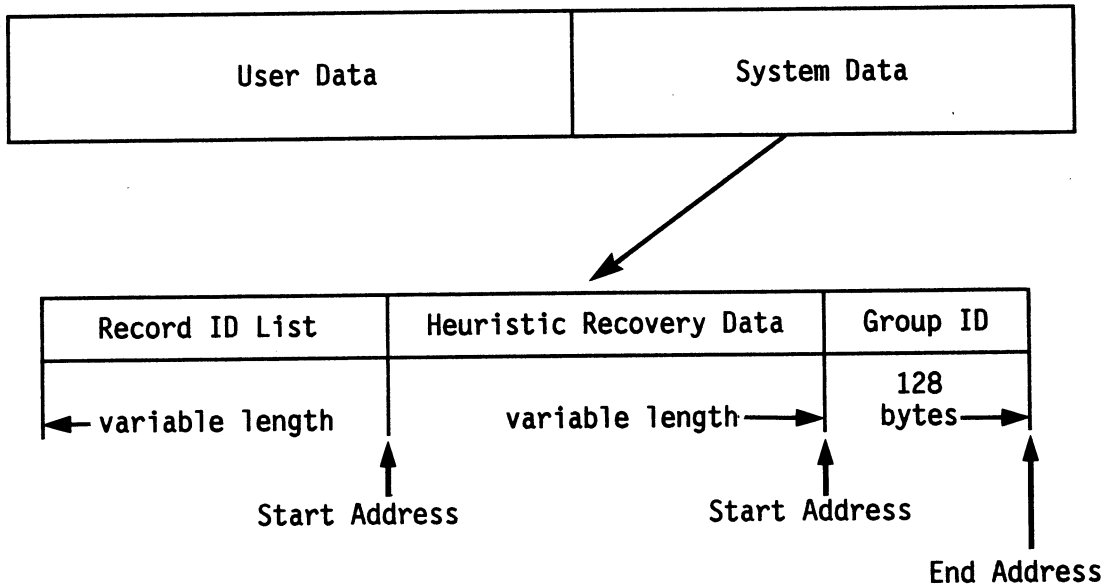 User Data
System Data
Record ID List
Heuristic Recovery Data
Group ID
variable length
variable length
128
bytes
Start Address
Start Address
End Address